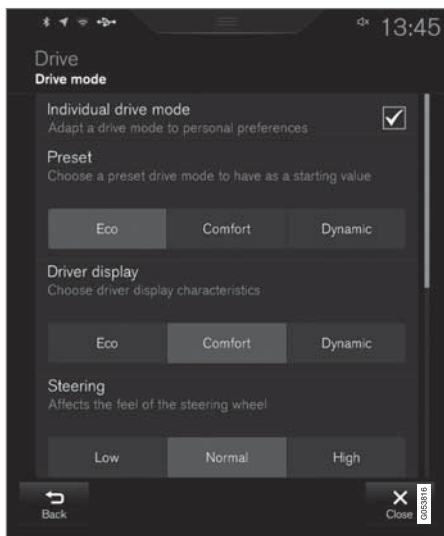 13:45
Drive
Drive mode
Individual drive mode
Adapt a drive mode to personal preferences
Preset
Choose a preset drive mode to have as a starting value
Eco Comfort Dynamic
Driver display
Choose driver display characteristics
Eco Comfort Dynamic
Steering
Affects the feel of the steering wheel
Low Normal High
Back
Close
G053816